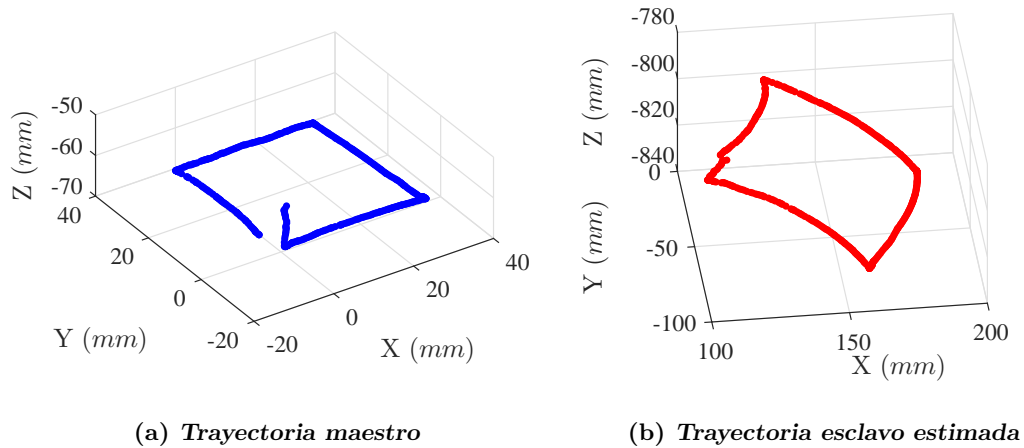 -50
-60
-70
Z (mm)
40
20
0
-20
Y (mm)
-20
0
20
40
X (mm)
(a) Trayectoria maestro
-780
-800
-820
-840
Z (mm)
0
-50
-100
Y (mm)
100
150
200
X (mm)
(b) Trayectoria esclavo estimada